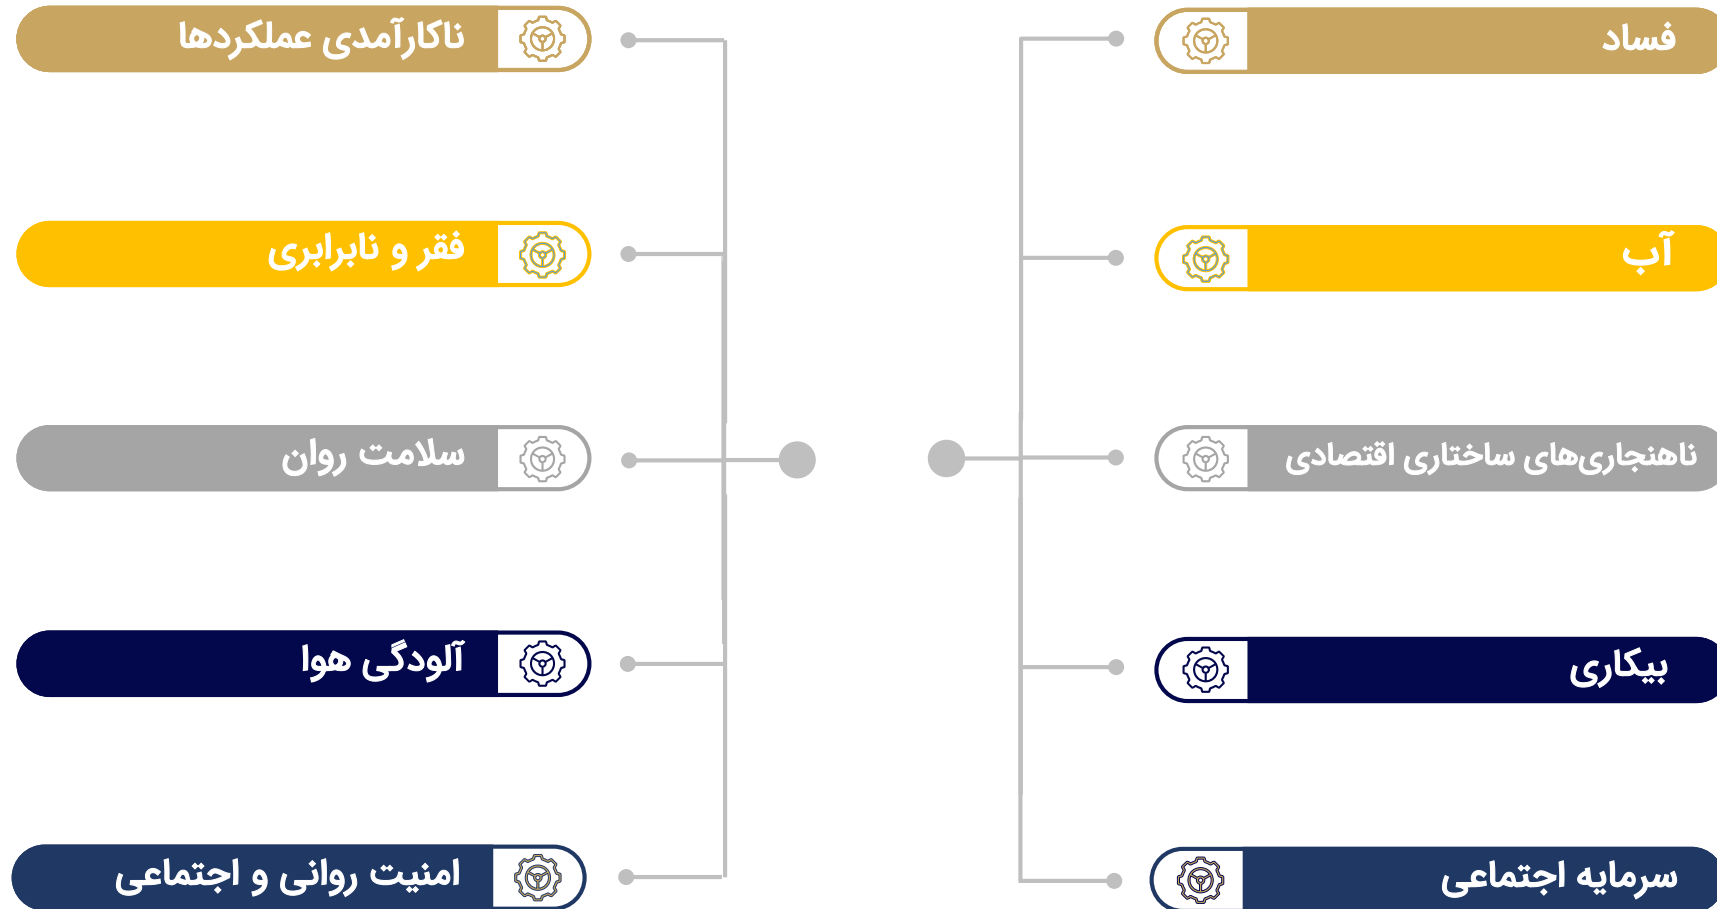 فساد
آب
ناهنجاری‌های ساختاری اقتصادی
بیکاری
سرمایه اجتماعی
ناکارآمدی عملکردها
فقر و نابرابری
سلامت روان
آلودگی هوا
امنیت روانی و اجتماعی